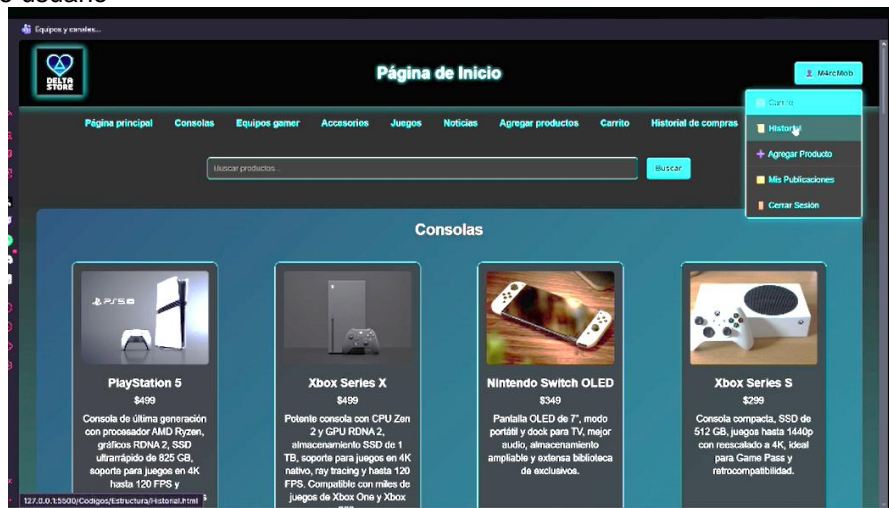 usuario
Equipos y canales...
DELTA
STORE
Página de Inicio
M4rcMob
Carrito
Historial
Agregar Producto
Mis Publicaciones
Cerrar Sesión
Página principal Consolas Equipos gamer Accesorios Juegos Noticias Agregar productos Carrito Historial de compras
Buscar productos...
Buscar
Consolas
PlayStation 5
$499
Consola de última generación
con procesador AMD Ryzen,
gráficos RDNA 2, SSD
ultrarrápido de 825 GB,
soporte para juegos en 4K
hasta 120 FPS y
Xbox Series X
$499
Potente consola con CPU Zen
2 y GPU RDNA 2,
almacenamiento SSD de 1
TB, soporte para juegos en 4K
nativo, ray tracing y hasta 120
FPS. Compatible con miles de
juegos de Xbox One y Xbox
Nintendo Switch OLED
$349
Pantalla OLED de 7", modo
portátil y dock para TV, mejor
audio, almacenamiento
ampliable y extensa biblioteca
de exclusivos.
Xbox Series S
$299
Consola compacta, SSD de
512 GB, juegos hasta 1440p
con reescalado a 4K, ideal
para Game Pass y
retrocompatibilidad.
127.0.0.1:5500/Codigos/Estructura/Historial.html